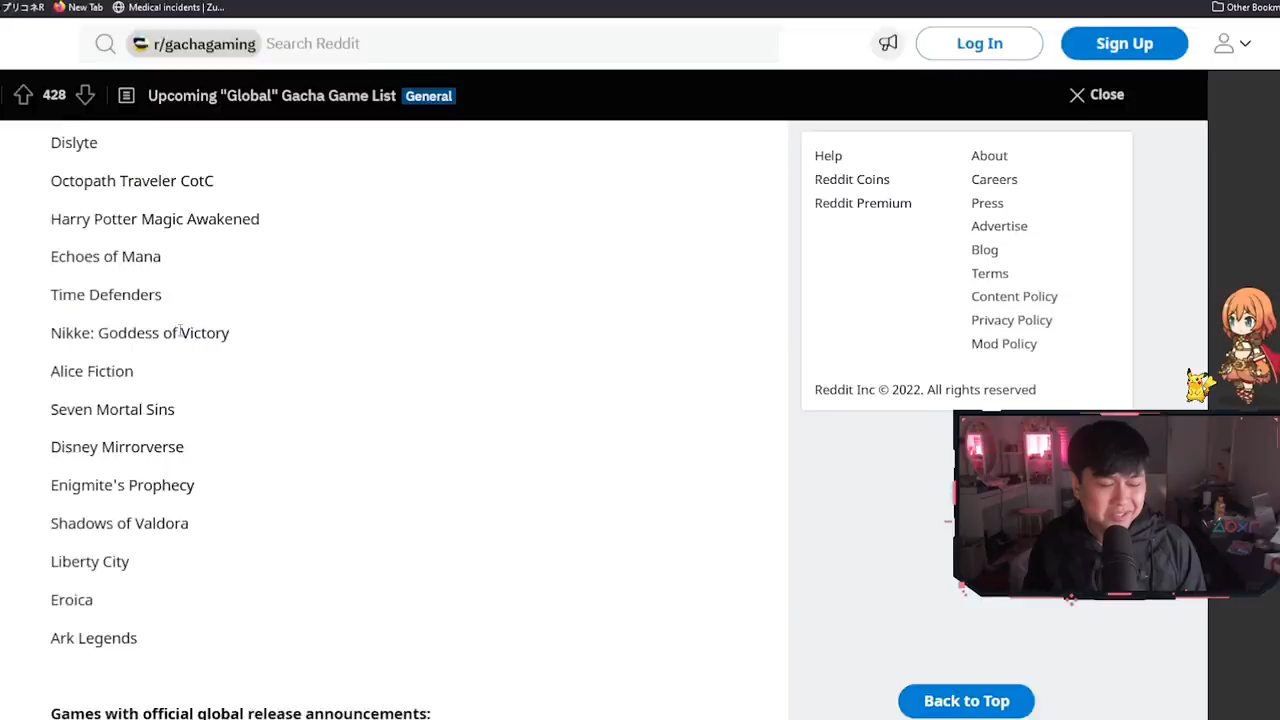 プリコネR New Tab Medical incidents | Zu... Other Bookm
r/gachagaming Search Reddit Log In Sign Up
428 Upcoming "Global" Gacha Game List General Close
Dislyte
Octopath Traveler CotC
Harry Potter Magic Awakened
Echoes of Mana
Time Defenders
Nikke: Goddess of Victory
Alice Fiction
Seven Mortal Sins
Disney Mirrorverse
Enigmite's Prophecy
Shadows of Valdora
Liberty City
Eroica
Ark Legends
Games with official global release announcements:
Help About
Reddit Coins Careers
Reddit Premium Press
Advertise
Blog
Terms
Content Policy
Privacy Policy
Mod Policy
Reddit Inc © 2022. All rights reserved
Back to Top